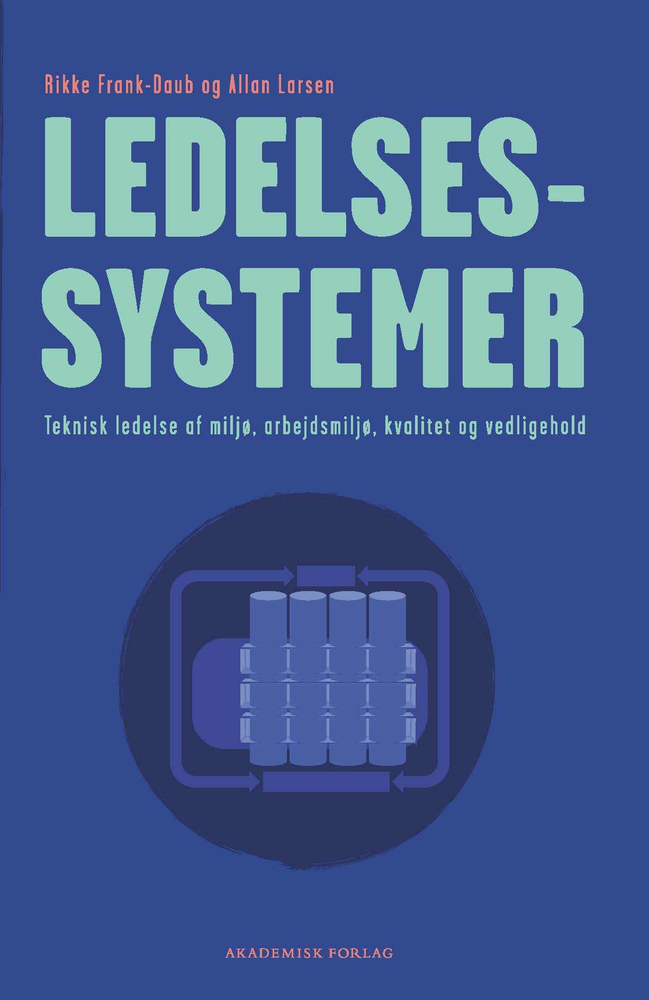 Rikke Frank-Daub og Allan Larsen
LEDELSES-
SYSTEMER
Teknisk ledelse af miljø, arbejdsmiljø, kvalitet og vedligehold
AKADEMISK FORLAG